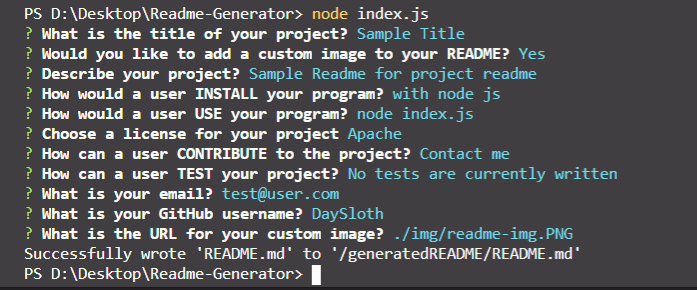 PS D:\Desktop\Readme-Generator> node index.js
? What is the title of your project? Sample Title
? Would you like to add a custom image to your README? Yes
? Describe your project? Sample Readme for project readme
? How would a user INSTALL your program? with node js
? How would a user USE your program? node index.js
? Choose a license for your project Apache
? How can a user CONTRIBUTE to the project? Contact me
? How can a user TEST your project? No tests are currently written
? What is your email? test@user.com
? What is your GitHub username? DaySloth
? What is the URL for your custom image? ./img/readme-img.PNG
Successfully wrote 'README.md' to '/generatedREADME/README.md'
PS D:\Desktop\Readme-Generator>